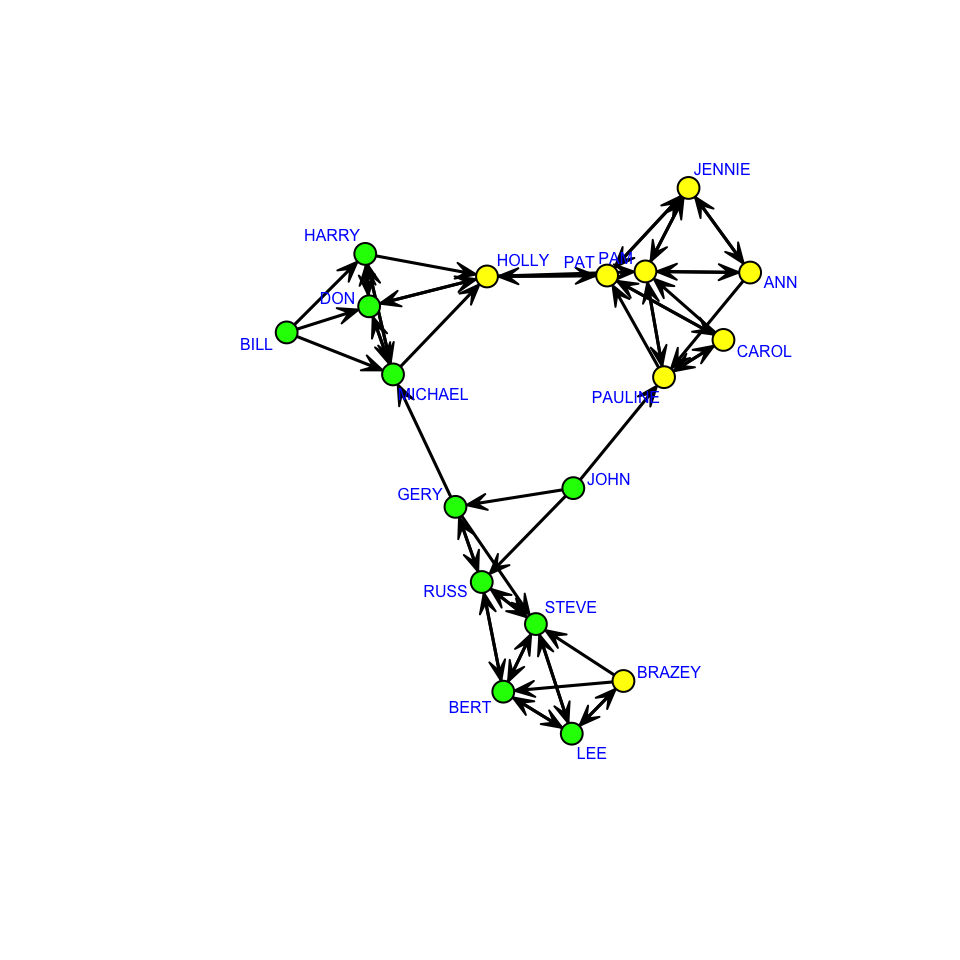 JENNIE
HARRY
HOLLY
PAT
PAM
ANN
DON
BILL
CAROL
MICHAEL
PAULINE
JOHN
GERY
RUSS
STEVE
BRAZEY
BERT
LEE